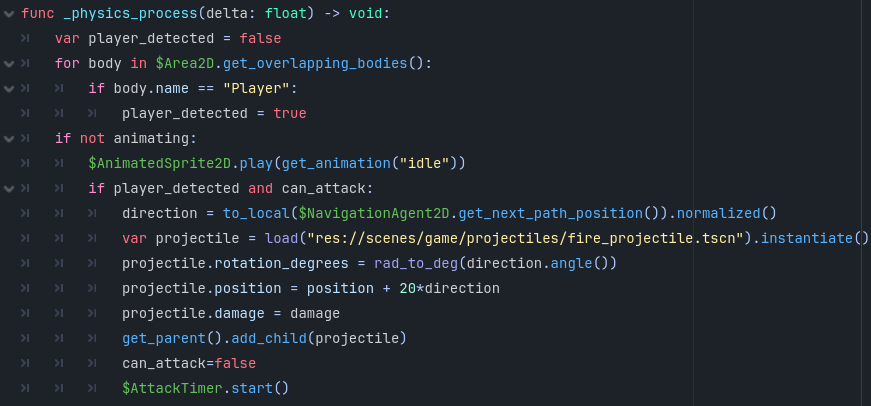 func _physics_process(delta: float) -> void:
var player_detected = false
for body in $Area2D.get_overlapping_bodies():
if body.name == "Player":
player_detected = true
if not animating:
$AnimatedSprite2D.play(get_animation("idle"))
if player_detected and can_attack:
direction = to_local($NavigationAgent2D.get_next_path_position()).normalized()
var projectile = load("res://scenes/game/projectiles/fire_projectile.tscn").instantiate()
projectile.rotation_degrees = rad_to_deg(direction.angle())
projectile.position = position + 20*direction
projectile.damage = damage
get_parent().add_child(projectile)
can_attack=false
$AttackTimer.start()